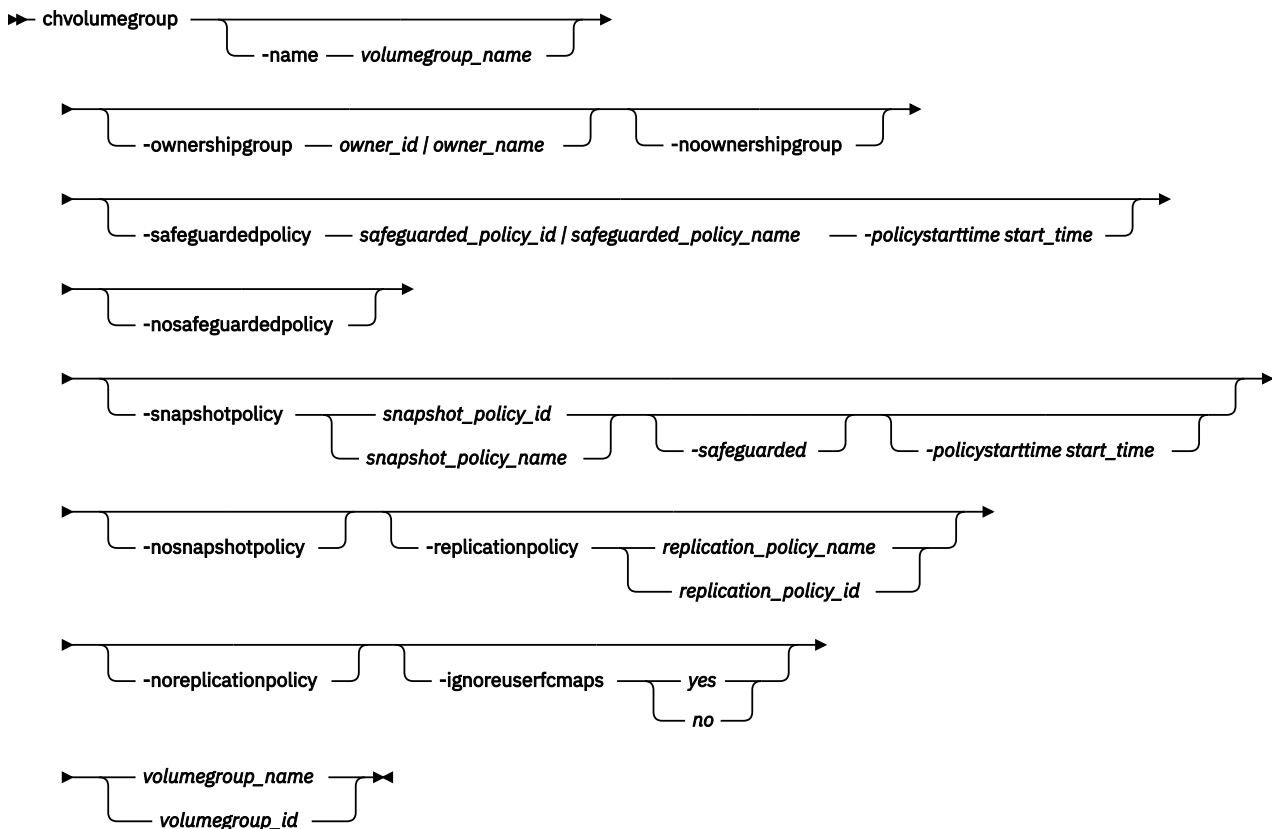 chvolumegroup
-name volumegroup_name
-ownershipgroup owner_id / owner_name -noownershipgroup
-safeguardedpolicy safeguarded_policy_id / safeguarded_policy_name -policystarttime start_time
-nosafeguardedpolicy
-snapshotpolicy snapshot_policy_id
snapshot_policy_name -safeguarded -policystarttime start_time
-nosnapshotpolicy -replicationpolicy replication_policy_name
replication_policy_id
-noreplicationpolicy -ignoreuserfcmaps yes
no
volumegroup_name
volumegroup_id